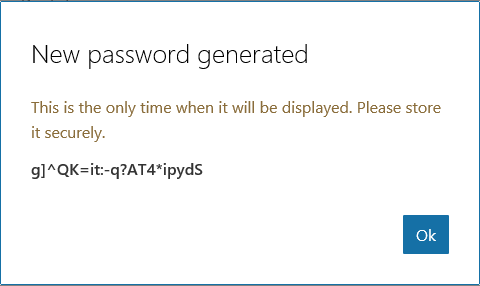 New password generated
This is the only time when it will be displayed. Please store
it securely.
g]^QK=it:-q?AT4*ipydS
Ok